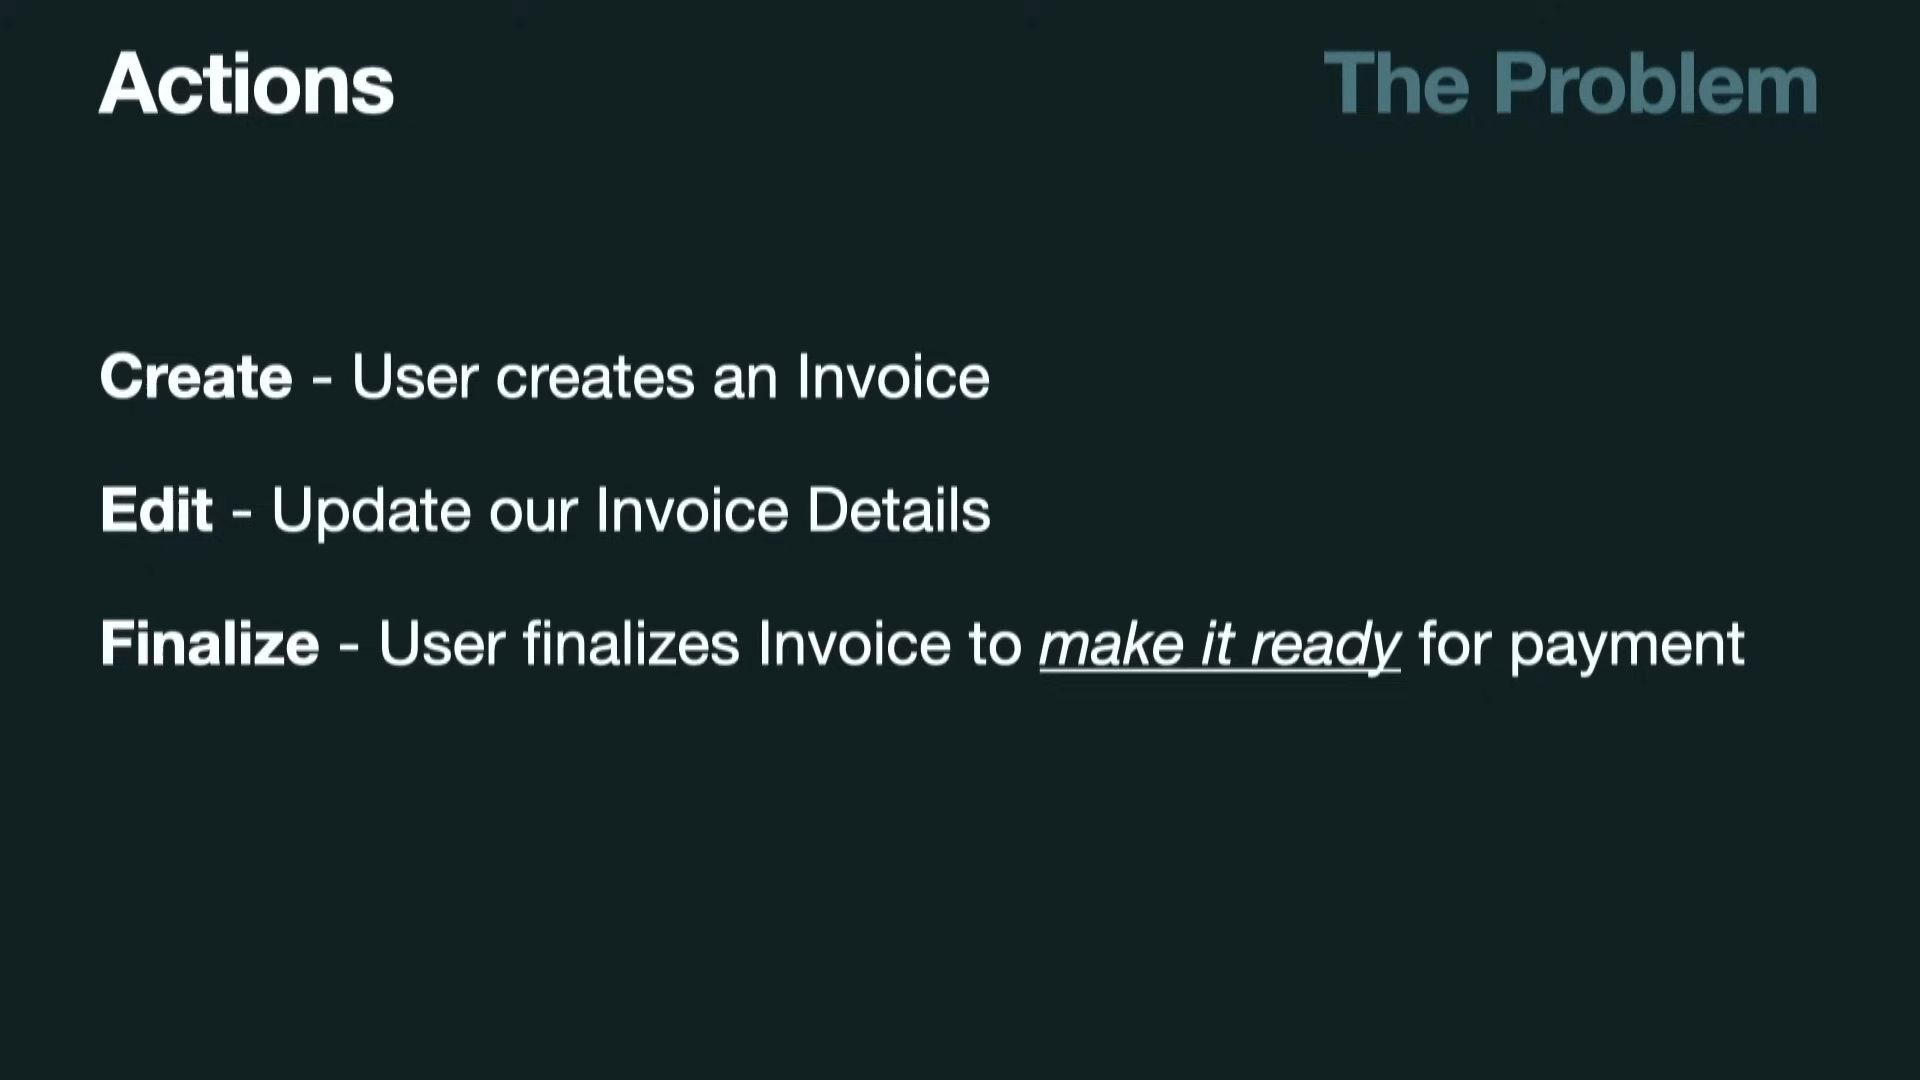 Actions
The Problem
Create - User creates an Invoice
Edit - Update our Invoice Details
Finalize - User finalizes Invoice to make it ready for payment